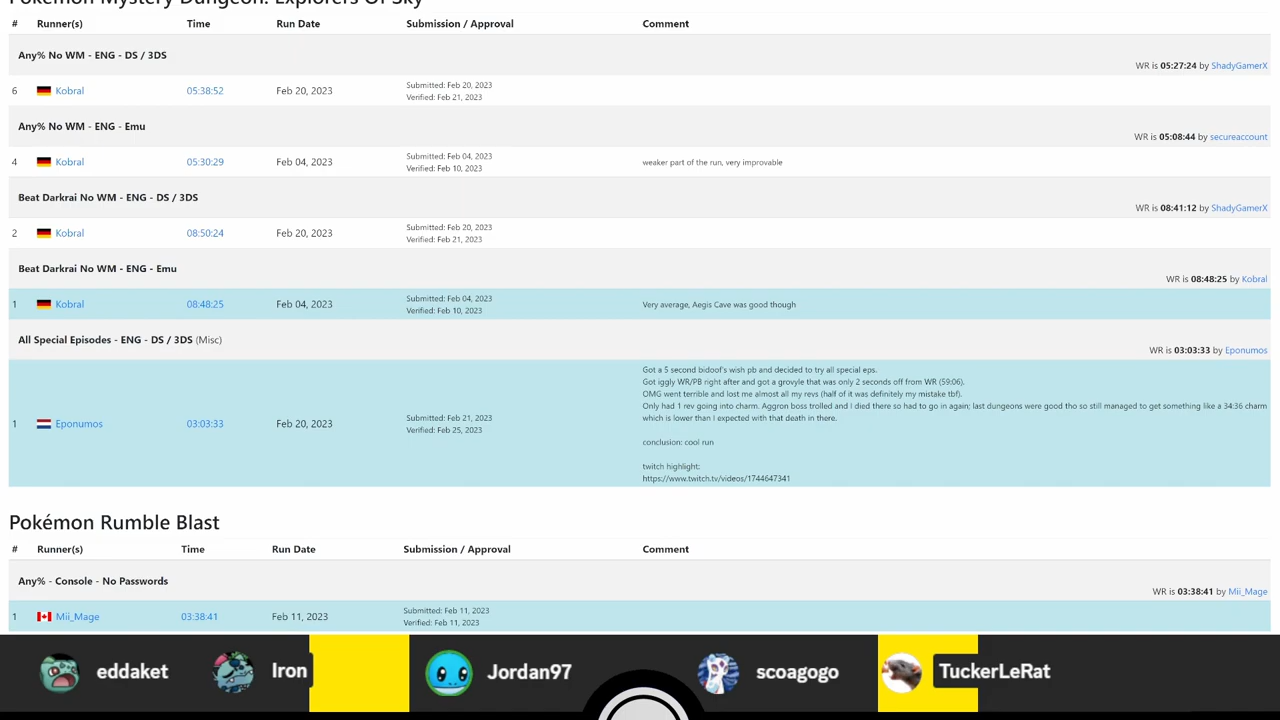 Pokémon Mystery Dungeon: Explorers Of Sky
# Runner(s) Time Run Date Submission / Approval Comment
Any% No WM - ENG - DS / 3DS
WR is 05:27:24 by ShadyGamerX
6 Kobral 05:38:52 Feb 20, 2023 Submitted: Feb 20, 2023
Verified: Feb 21, 2023
Any% No WM - ENG - Emu
WR is 05:08:44 by secureaccount
4 Kobral 05:30:29 Feb 04, 2023 Submitted: Feb 04, 2023
Verified: Feb 10, 2023
weaker part of the run, very improvable
Beat Darkrai No WM - ENG - DS / 3DS
WR is 08:41:12 by ShadyGamerX
2 Kobral 08:50:24 Feb 20, 2023 Submitted: Feb 20, 2023
Verified: Feb 21, 2023
Beat Darkrai No WM - ENG - Emu
WR is 08:48:25 by Kobral
1 Kobral 08:48:25 Feb 04, 2023 Submitted: Feb 04, 2023
Verified: Feb 10, 2023
Very average, Aegis Cave was good though
All Special Episodes - ENG - DS / 3DS (Misc)
WR is 03:03:33 by Eponumos
1 Eponumos 03:03:33 Feb 20, 2023 Submitted: Feb 21, 2023
Verified: Feb 25, 2023
Got a 5 second bidoof's wish pb and decided to try all special eps.
Got iggly WR/PB right after and got a grovyle that was only 2 seconds off from WR (59:06).
OMG went terrible and lost me almost all my revs (half of it was definitely my mistake tbf).
Only had 1 rev going into charm. Aggron boss trolled and I died there so had to go in again; last dungeons were good tho so still managed to get something like a 34:36 charm
which is lower than I expected with that death in there.
conclusion: cool run
twitch highlight:
https://www.twitch.tv/videos/1744647341
Pokémon Rumble Blast
# Runner(s) Time Run Date Submission / Approval Comment
Any% - Console - No Passwords
WR is 03:38:41 by Mii_Mage
1 Mii_Mage 03:38:41 Feb 11, 2023 Submitted: Feb 11, 2023
Verified: Feb 11, 2023
eddaket Iron Jordan97 scoagogo TuckerLeRat